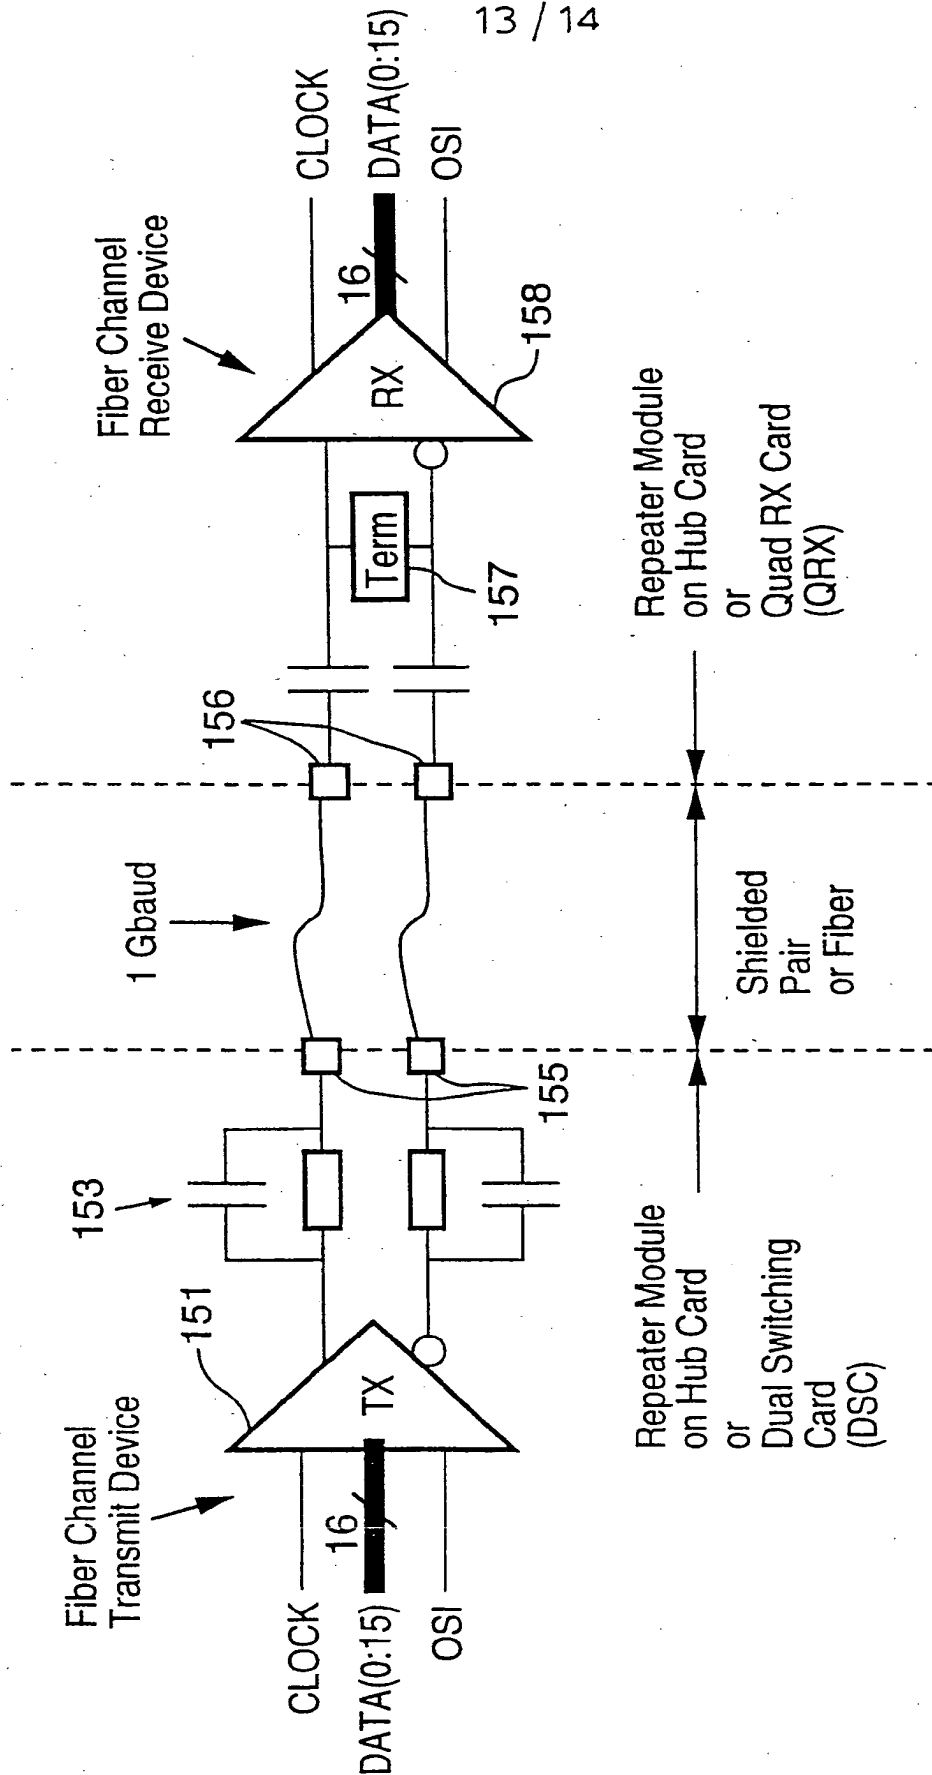 13 / 14
Fiber Channel
Transmit Device
151
153
1 Gbaud
156
Fiber Channel
Receive Device
CLOCK
DATA(0:15)
OSI
16
TX
155
Term
157
RX
158
16
CLOCK
DATA(0:15)
OSI
Repeater Module
on Hub Card
or
Dual Switching
Card
(DSC)
Shielded
Pair
or Fiber
Repeater Module
on Hub Card
or
Quad RX Card
(QRX)